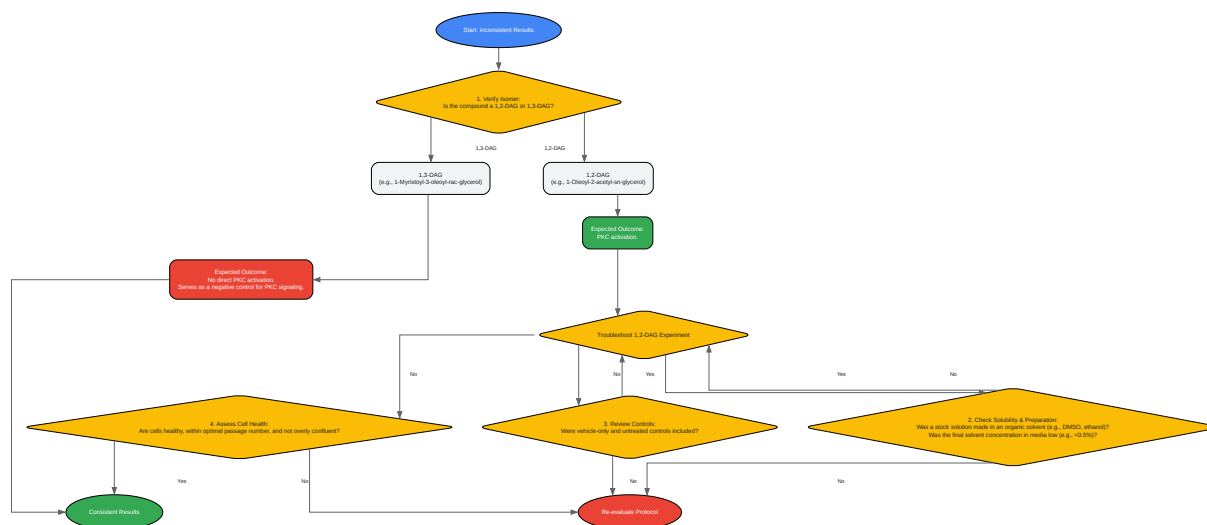 Start: Inconsistent Results
1. Verify Isomer:
Is the compound a 1,2-DAG or 1,3-DAG?
1,3-DAG
1,2-DAG
1,3-DAG
(e.g., 1-Myristoyl-3-oleoyl-rac-glycerol)
1,2-DAG
(e.g., 1-Oleoyl-2-acetyl-sn-glycerol)
Expected Outcome:
PKC activation.
Expected Outcome:
No direct PKC activation.
Serves as a negative control for PKC signaling.
Troubleshoot 1,2-DAG Experiment
No
No
Yes
Yes
No
4. Assess Cell Health:
Are cells healthy, within optimal passage number, and not overly confluent?
3. Review Controls:
Were vehicle-only and untreated controls included?
2. Check Solubility & Preparation:
Was a stock solution made in an organic solvent (e.g., DMSO, ethanol)?
Was the final solvent concentration in media low (e.g., <0.5%)?
Yes
No
No
No
Consistent Results
Re-evaluate Protocol